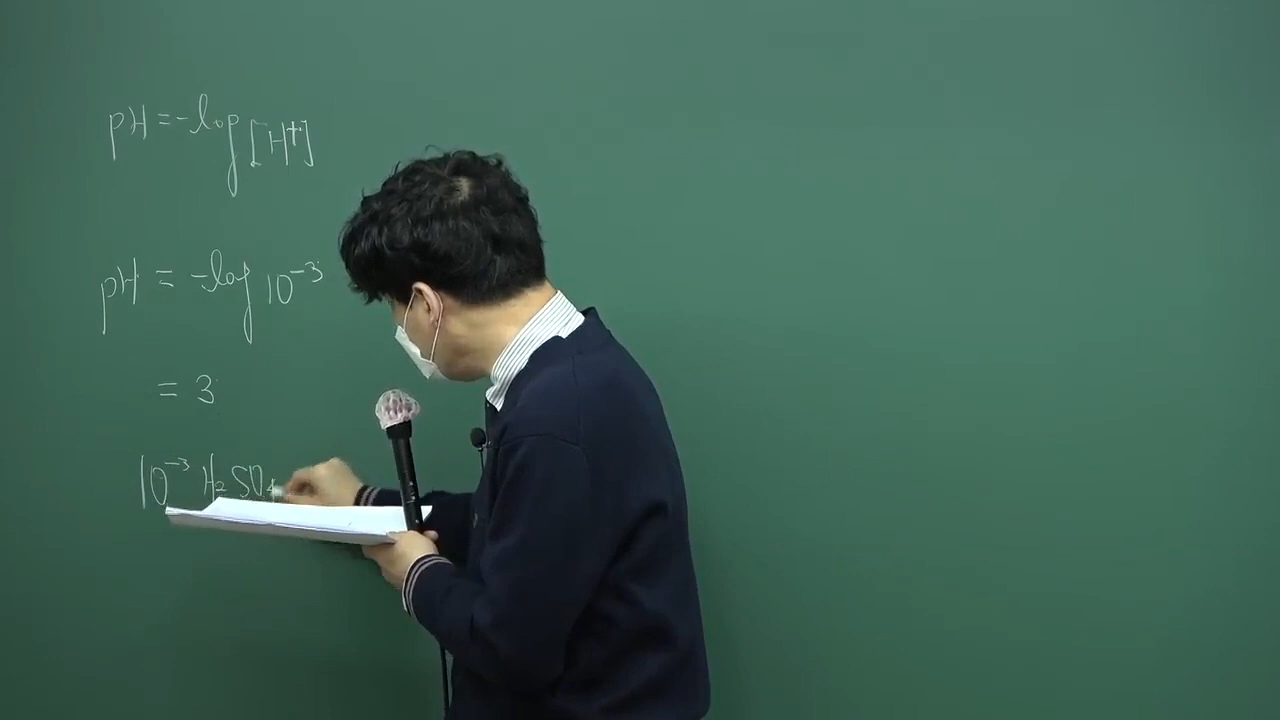 pH = -log [H⁺]
pH = -log 10⁻³
= 3
10⁻³ H₂SO₄